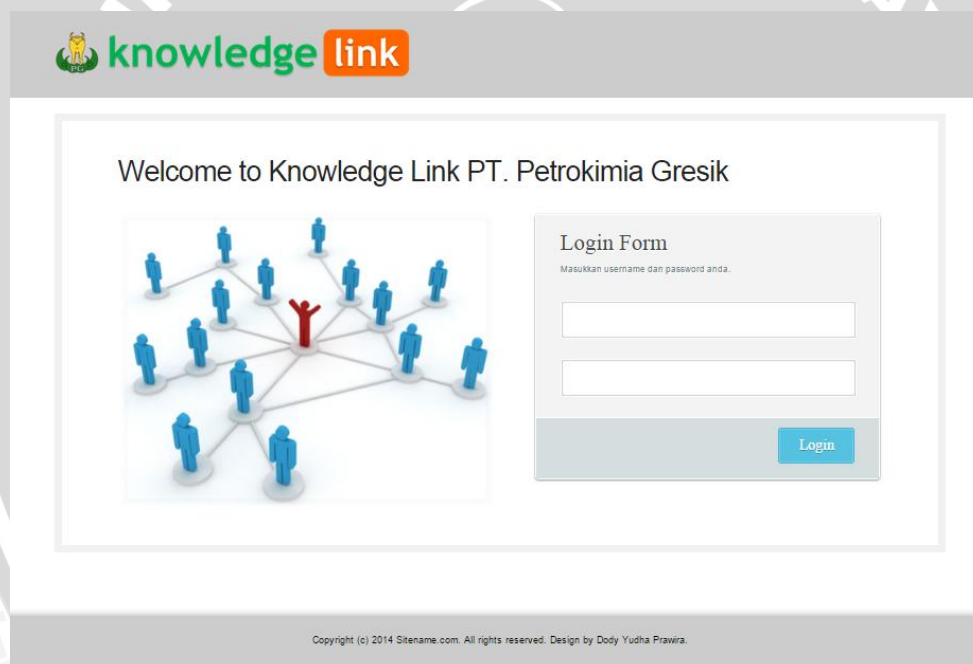 PG
knowledge link
Welcome to Knowledge Link PT. Petrokimia Gresik
Login Form
Masukkan username dan password anda.
Login
Copyright (c) 2014 Sitename.com. All rights reserved. Design by Dody Yudha Prawira.